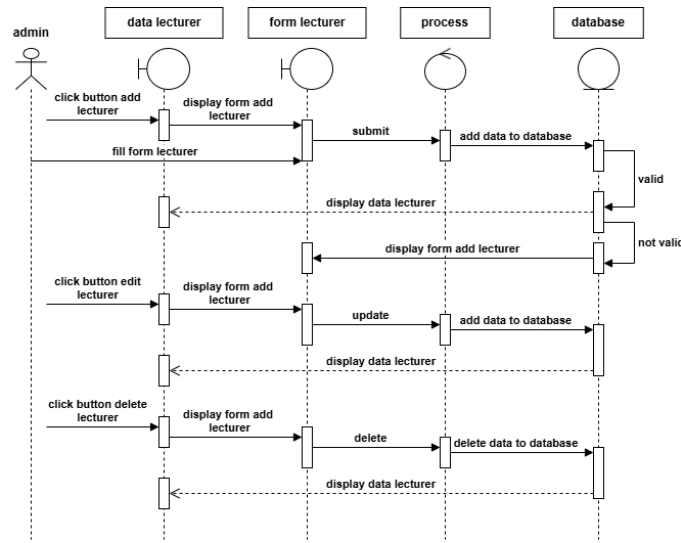 data lecturer
form lecturer
process
database
admin
click button add
lecturer
display form add
lecturer
submit
add data to database
fill form lecturer
valid
display data lecturer
not valid
display form add lecturer
click button edit
lecturer
display form add
lecturer
update
add data to database
display data lecturer
click button delete
lecturer
display form add
lecturer
delete
delete data to database
display data lecturer